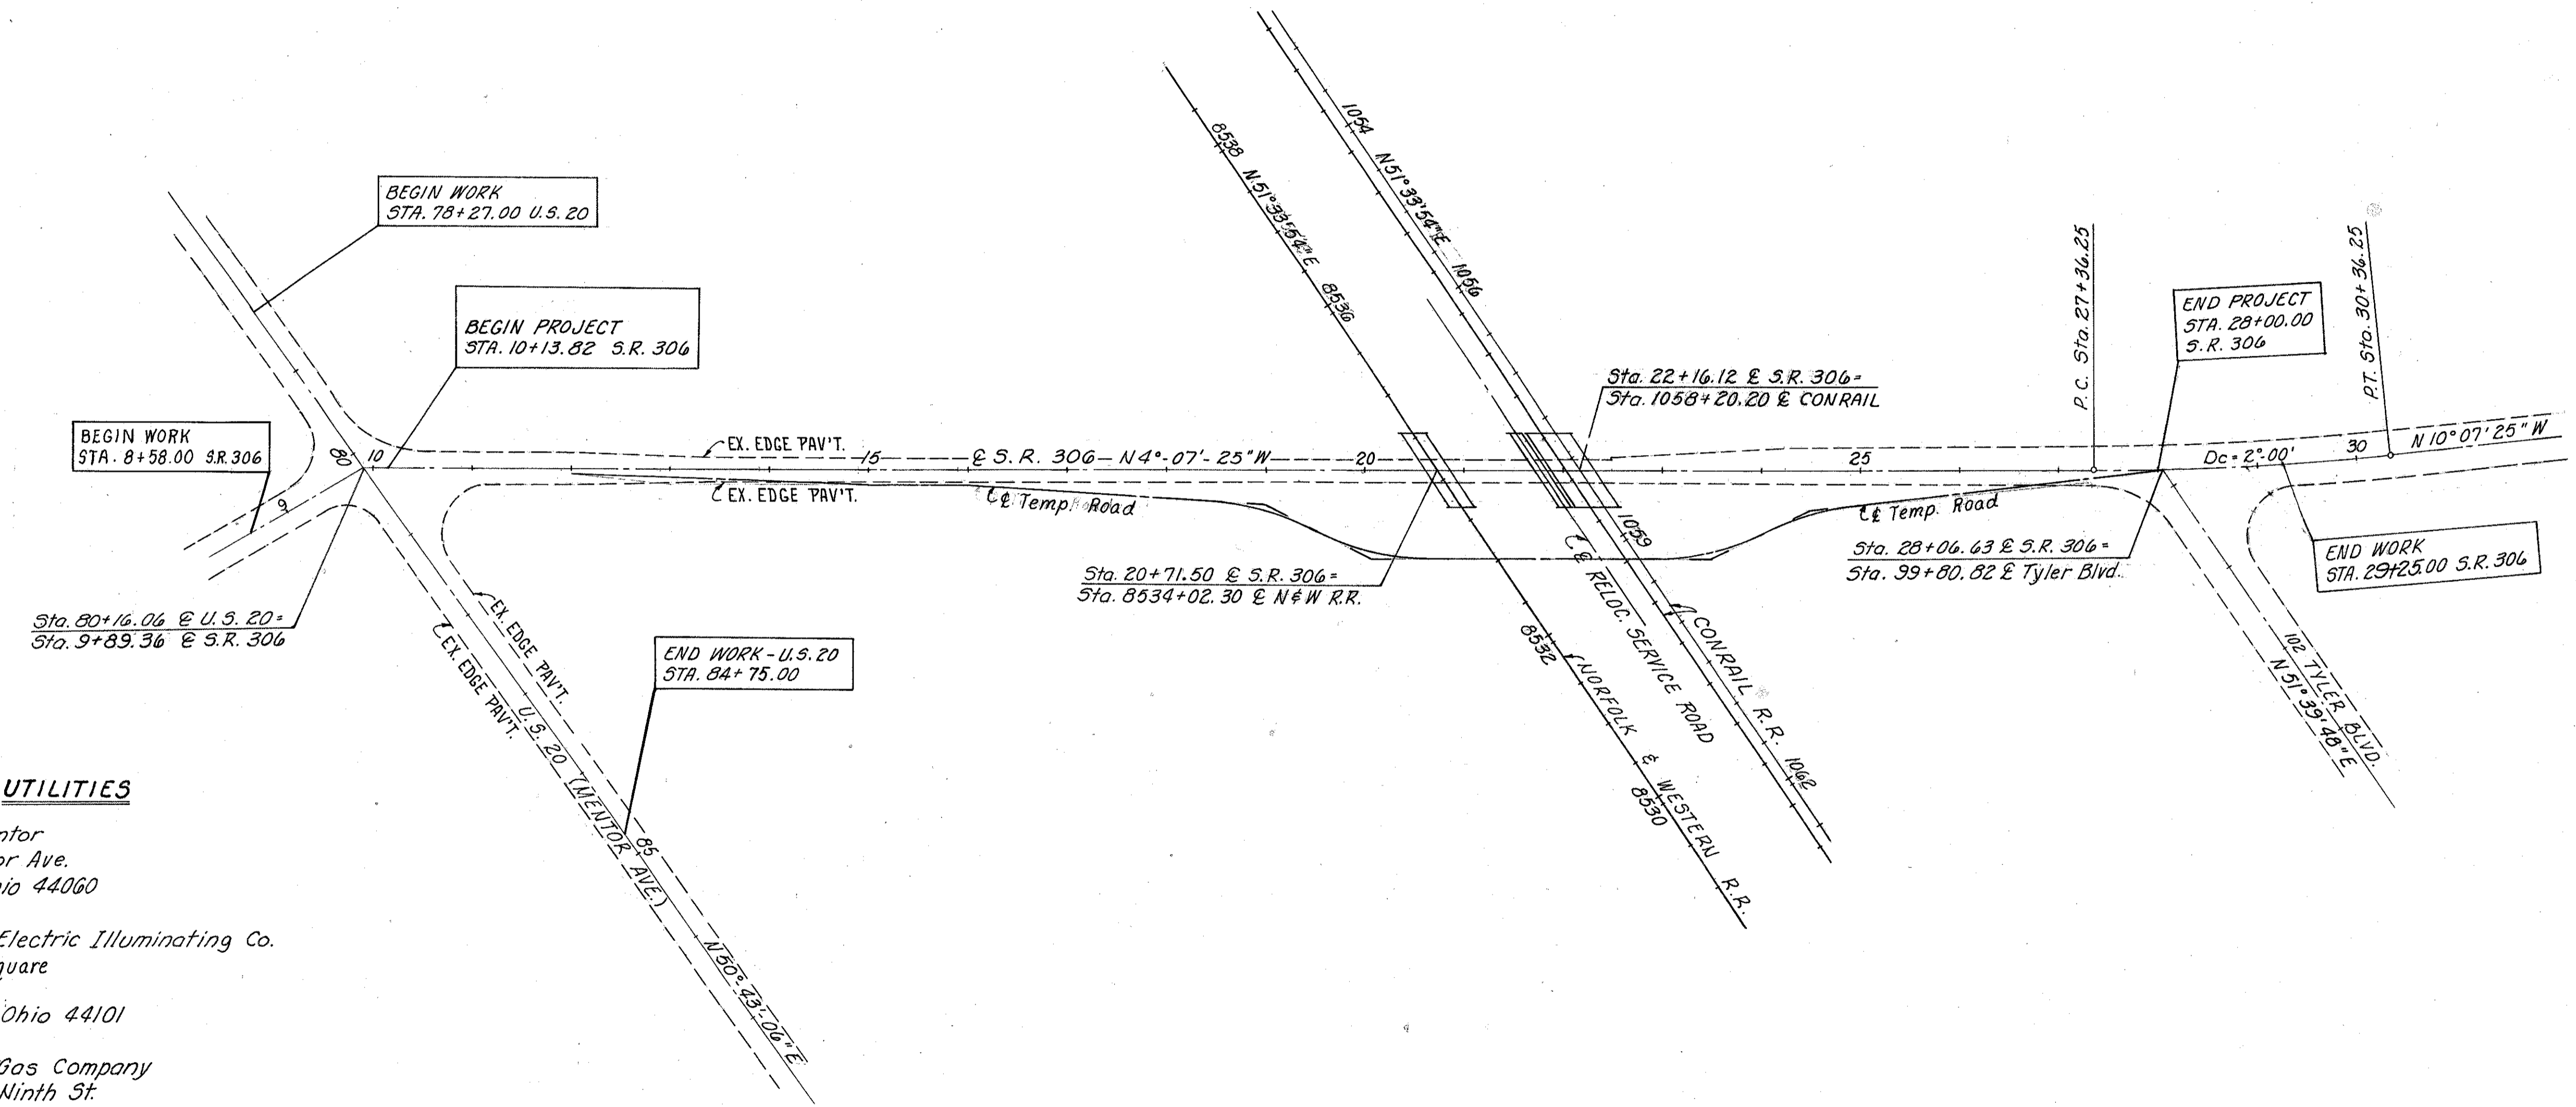 BEGIN WORK
STA. 78+27.00 U.S. 20
BEGIN PROJECT
STA. 10+13.82 S.R. 306
BEGIN WORK
STA. 8+58.00 S.R. 306
80
10
9
EX. EDGE PAV'T.
15
℄ S.R. 306 - N 4°-07'-25" W
20
25
EX. EDGE PAV'T.
℄ Temp. Road
Sta. 80+16.06 ℄ U.S. 20 =
Sta. 9+89.36 ℄ S.R. 306
EX. EDGE PAV'T.
EX. EDGE PAV'T.
U.S. 20 (MENTOR AVE.)
85
N 50°-43'-06" E
END WORK - U.S. 20
STA. 84+75.00
8538
N 51°33'54" E
8536
8532
NORFOLK & WESTERN R.R.
8530
1054
N 51°33'54" E
1056
1059
℄ RELOC. SERVICE ROAD
CONRAIL R.R.
1062
Sta. 20+71.50 ℄ S.R. 306 =
Sta. 8534+02.30 ℄ N & W R.R.
Sta. 22+16.12 ℄ S.R. 306 =
Sta. 1058+20.20 ℄ CONRAIL
P.C. Sta. 27+36.25
END PROJECT
STA. 28+00.00
S.R. 306
P.T. Sta. 30+36.25
Dc = 2°-00'
30
N 10° 07' 25" W
℄ Temp. Road
Sta. 28+06.63 ℄ S.R. 306 =
Sta. 99+80.82 ℄ Tyler Blvd.
END WORK
STA. 29+25.00 S.R. 306
102
TYLER BLVD.
N 51° 39' 48" E
UTILITIES
ntor
or Ave.
io 44060
Electric Illuminating Co.
quare
Ohio 44101
Gas Company
Ninth St.